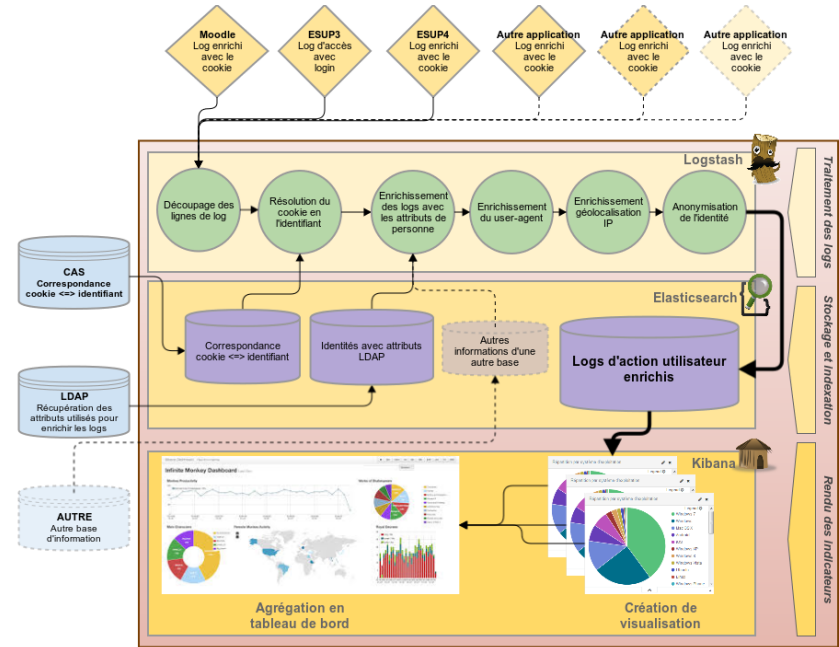 Moodle
Log enrichi
avec le
cookie
ESUP3
Log d'accès
avec
login
ESUP4
Log enrichi
avec le
cookie
Autre application
Log enrichi
avec le
cookie
Autre application
Log enrichi
avec le
cookie
Autre application
Log enrichi
avec le
cookie
Logstash
Découpage des
lignes de log
Résolution du
cookie en
l'identifiant
Enrichissement
des logs avec
les attributs de
personne
Enrichissement
du user-agent
Enrichissement
géolocalisation
IP
Anonymisation
de l'identité
Traitement des logs
CAS
Correspondance
cookie <=> identifiant
Elasticsearch
Correspondance
cookie <=> identifiant
Identités avec attributs
LDAP
Autres
informations d'une
autre base
Logs d'action utilisateur
enrichis
Stockage et Indexation
LDAP
Récupération des
attributs utilisés pour
enrichir les logs
AUTRE
Autre base
d'information
Kibana
Infinite Monkey Dashboard
Agrégation en
tableau de bord
Création de
visualisation
Rendu des Indicateurs